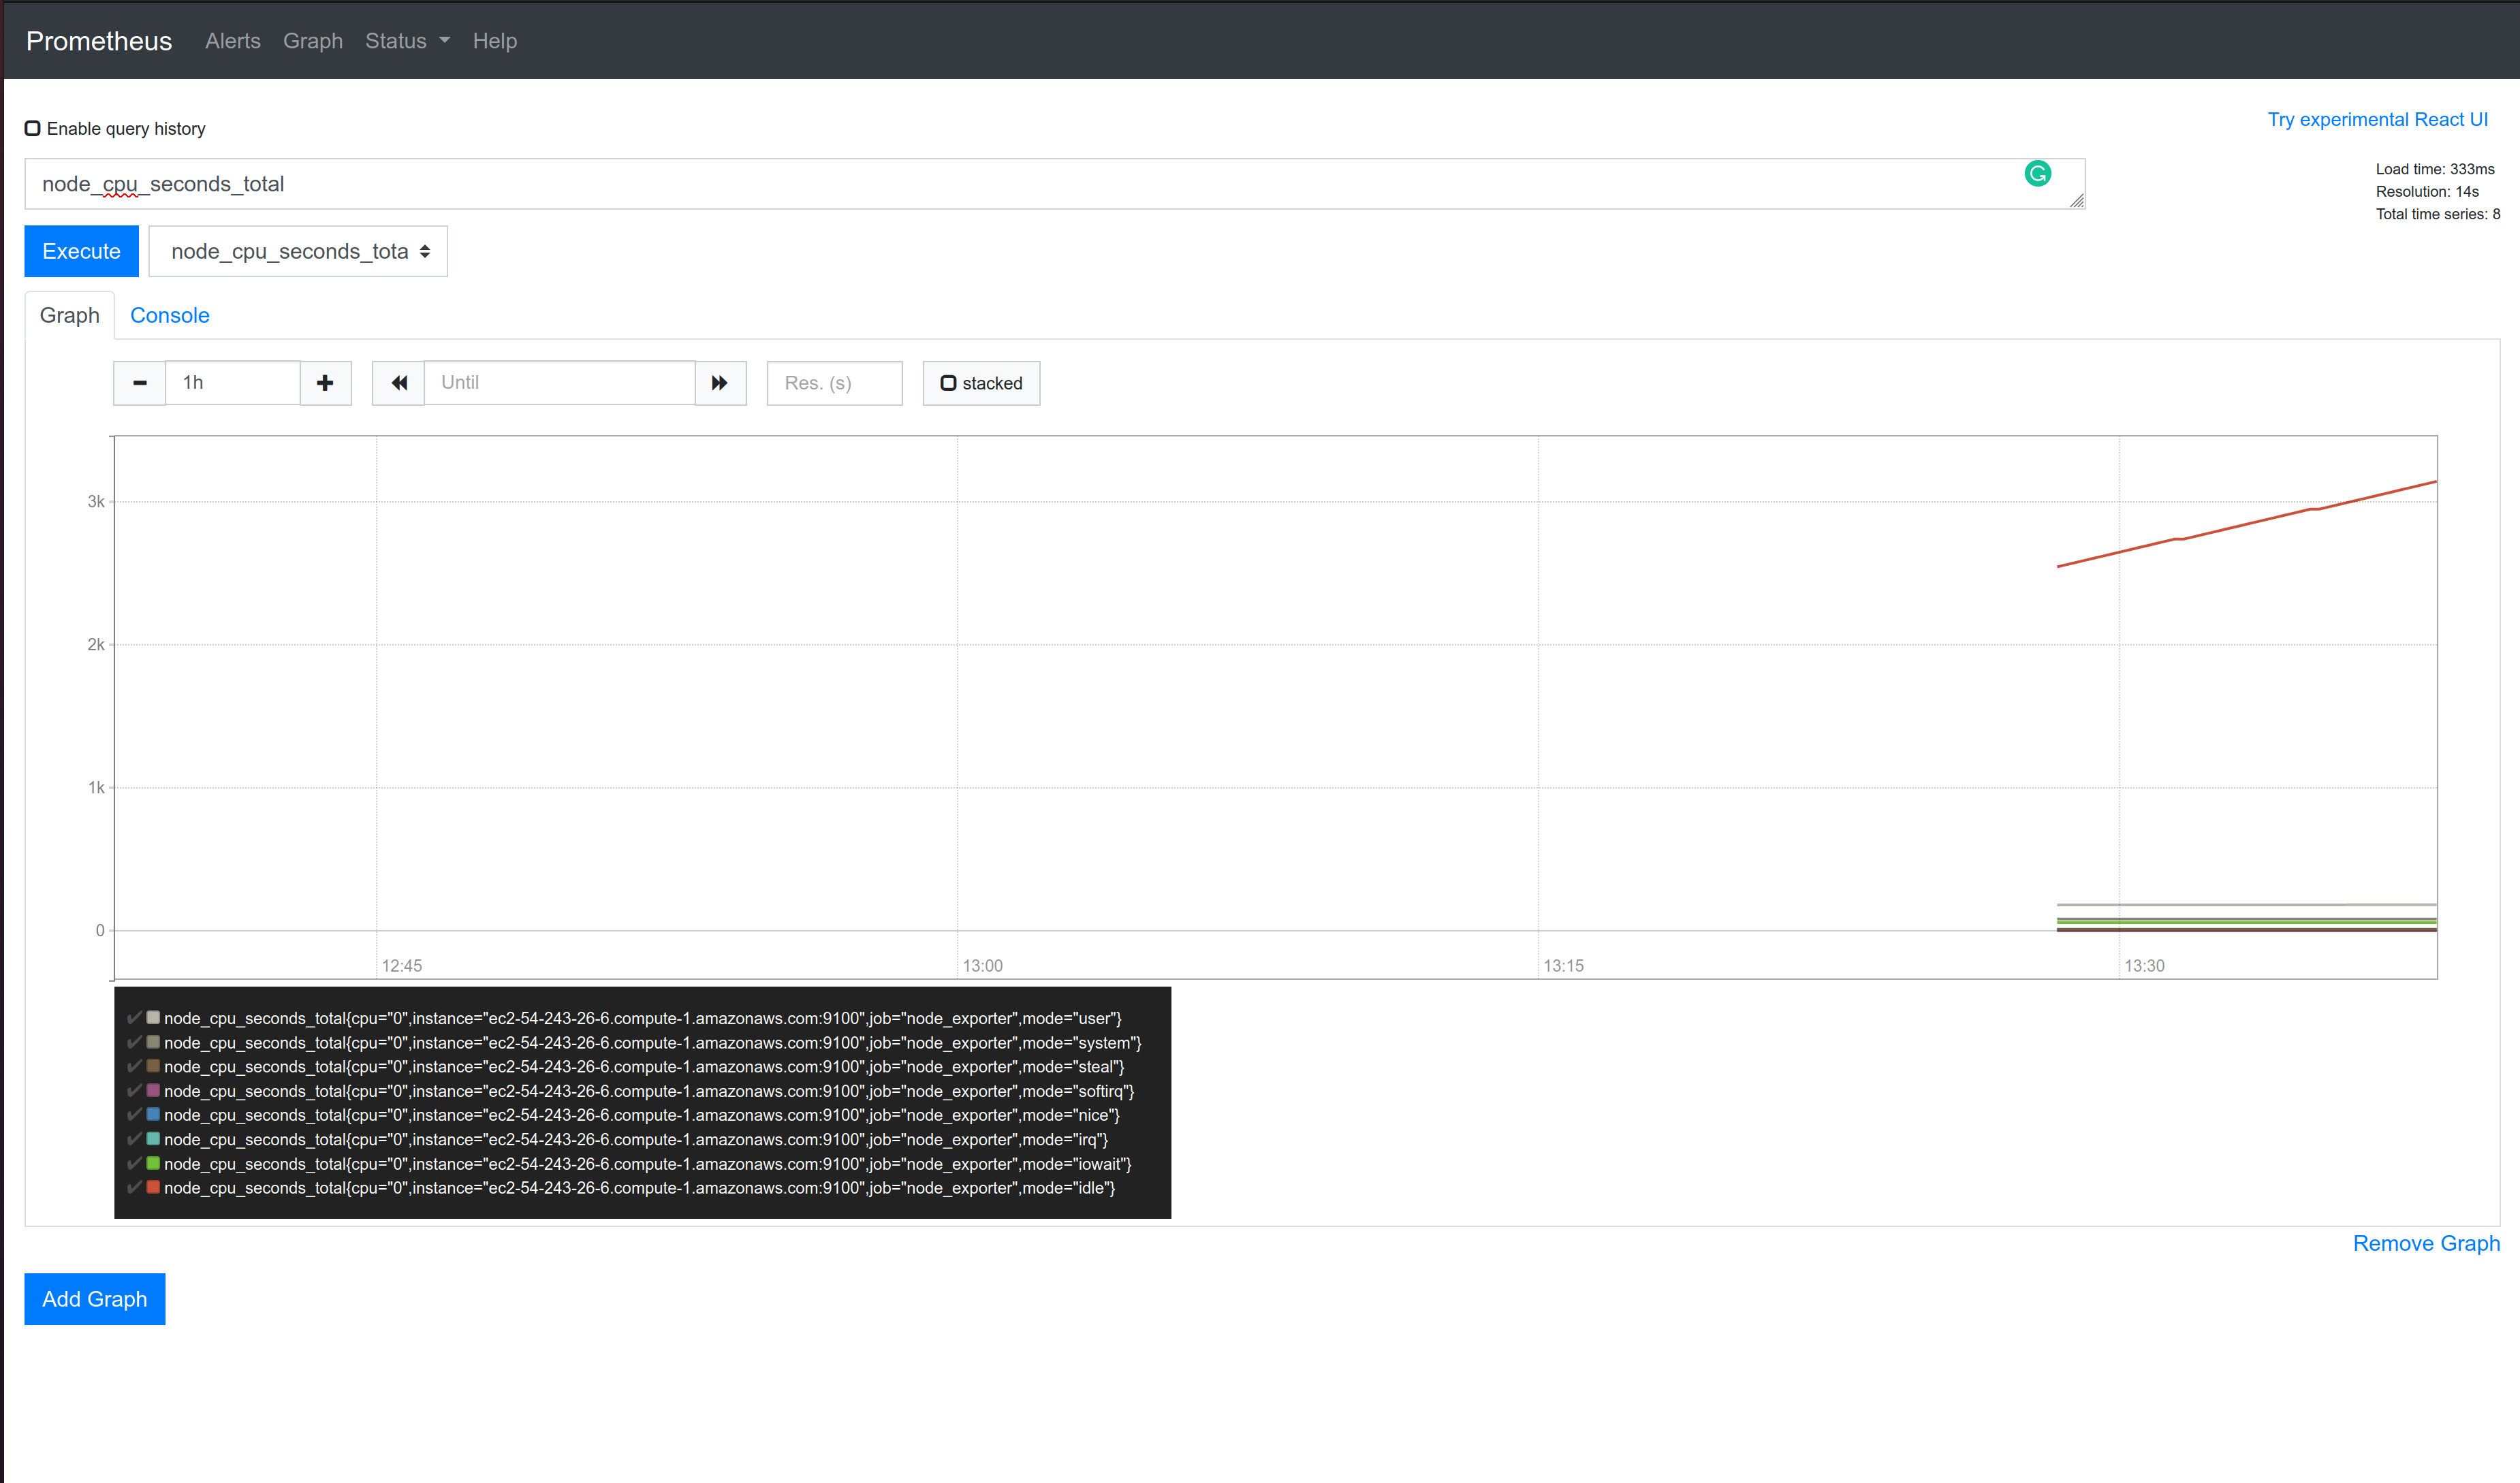 Prometheus Alerts Graph Status Help
Enable query history
Try experimental React UI
node_cpu_seconds_total
Load time: 333ms
Resolution: 14s
Total time series: 8
Execute
node_cpu_seconds_tota
Graph
Console
1h
Until
Res. (s)
stacked
3k
2k
1k
0
12:45
13:00
13:15
13:30
node_cpu_seconds_total{cpu="0",instance="ec2-54-243-26-6.compute-1.amazonaws.com:9100",job="node_exporter",mode="user"}
node_cpu_seconds_total{cpu="0",instance="ec2-54-243-26-6.compute-1.amazonaws.com:9100",job="node_exporter",mode="system"}
node_cpu_seconds_total{cpu="0",instance="ec2-54-243-26-6.compute-1.amazonaws.com:9100",job="node_exporter",mode="steal"}
node_cpu_seconds_total{cpu="0",instance="ec2-54-243-26-6.compute-1.amazonaws.com:9100",job="node_exporter",mode="softirq"}
node_cpu_seconds_total{cpu="0",instance="ec2-54-243-26-6.compute-1.amazonaws.com:9100",job="node_exporter",mode="nice"}
node_cpu_seconds_total{cpu="0",instance="ec2-54-243-26-6.compute-1.amazonaws.com:9100",job="node_exporter",mode="irq"}
node_cpu_seconds_total{cpu="0",instance="ec2-54-243-26-6.compute-1.amazonaws.com:9100",job="node_exporter",mode="iowait"}
node_cpu_seconds_total{cpu="0",instance="ec2-54-243-26-6.compute-1.amazonaws.com:9100",job="node_exporter",mode="idle"}
Remove Graph
Add Graph